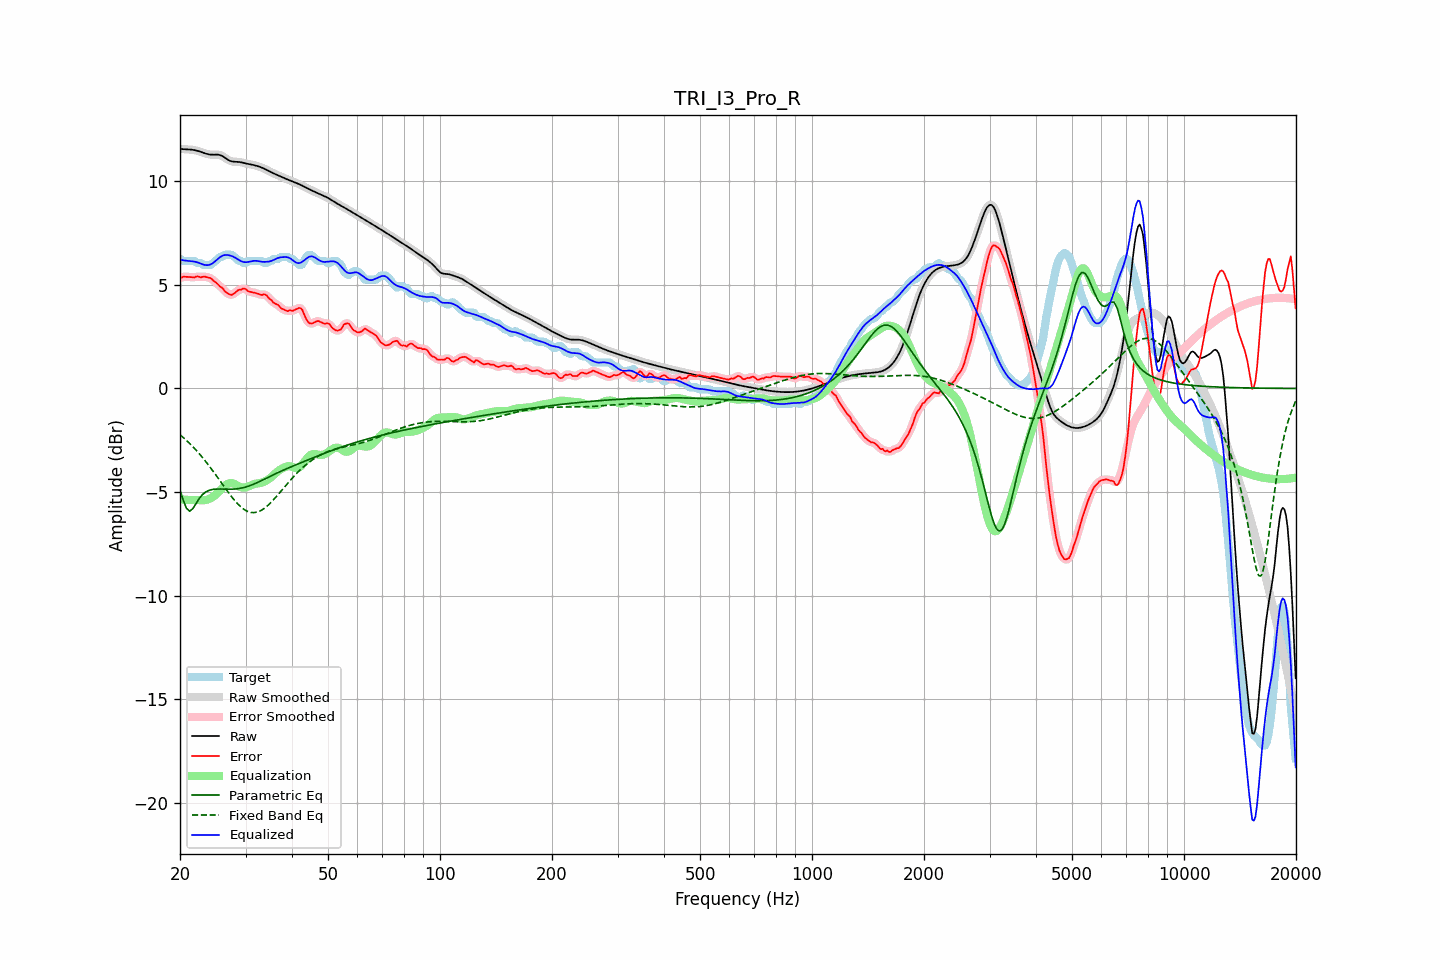 TRI_I3_Pro_R
Amplitude (dBr)
10
5
0
−5
−10
−15
−20
Target
Raw Smoothed
Error Smoothed
Raw
Error
Equalization
Parametric Eq
Fixed Band Eq
Equalized
20 50 100 200 500 1000 2000 5000 10000 20000
Frequency (Hz)